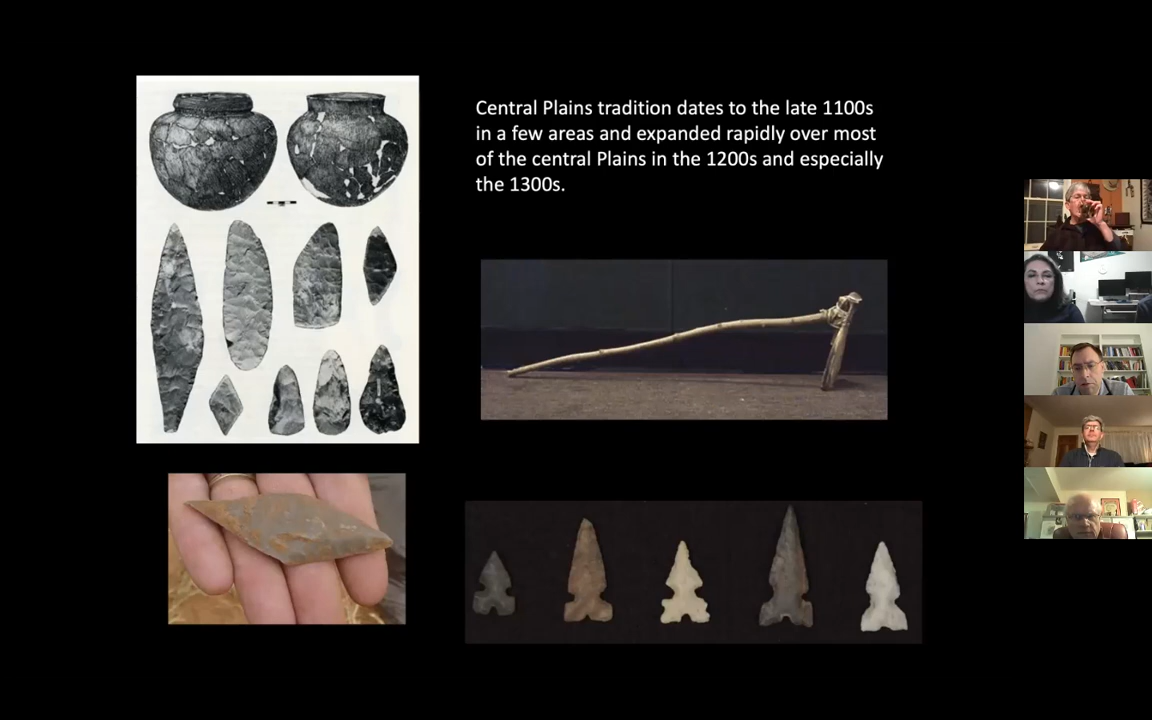 Central Plains tradition dates to the late 1100s
in a few areas and expanded rapidly over most
of the central Plains in the 1200s and especially
the 1300s.